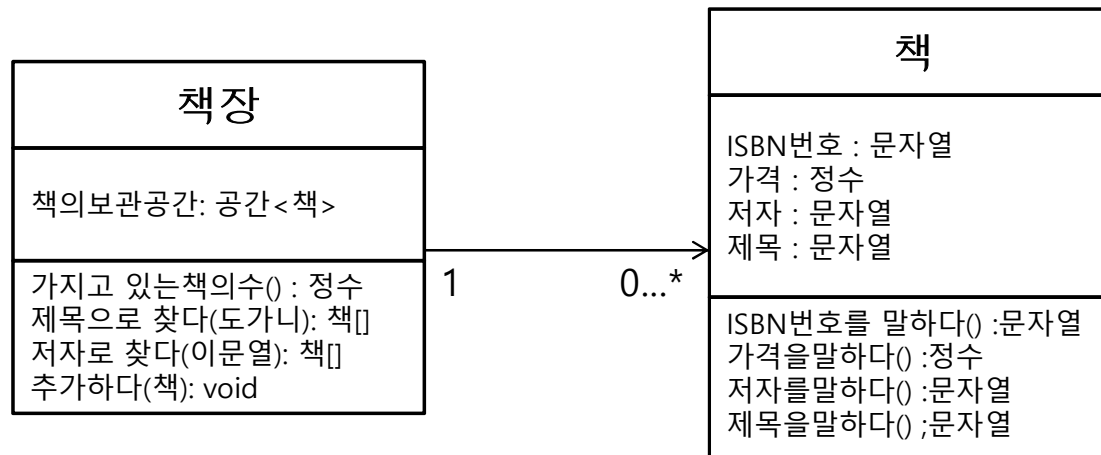 책장
책의보관공간: 공간<책>
가지고 있는책의수() : 정수
제목으로 찾다(도가니): 책[]
저자로 찾다(이문열): 책[]
추가하다(책): void
1
0...*
책
ISBN번호 : 문자열
가격 : 정수
저자 : 문자열
제목 : 문자열
ISBN번호를 말하다() :문자열
가격을말하다() :정수
저자를말하다() :문자열
제목을말하다() ;문자열